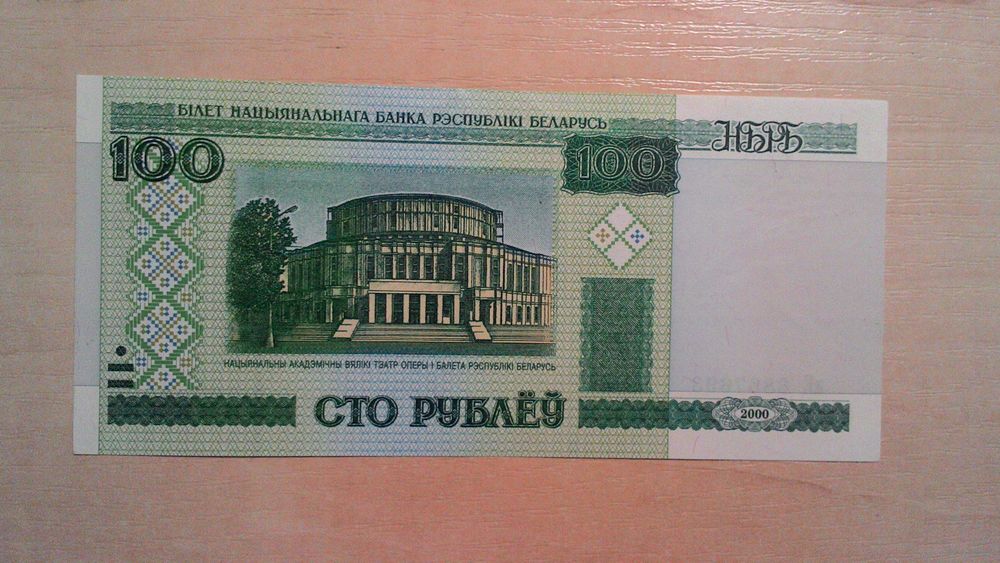 БІЛЕТ НАЦЫЯНАЛЬНАГА БАНКА РЭСПУБЛІКІ БЕЛАРУСЬ
НБРБ
100
100
НАЦЫЯНАЛЬНЫ АКАДЭМІЧНЫ ВЯЛІКІ ТЭАТР ОПЕРЫ І БАЛЕТА РЭСПУБЛІКІ БЕЛАРУСЬ
СТО РУБЛЁЎ
2000